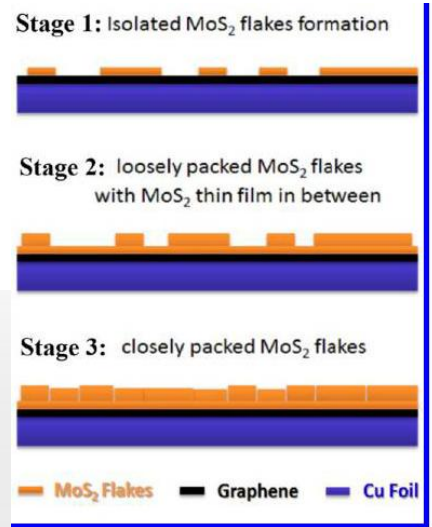 Stage 1: Isolated MoS₂ flakes formation
Stage 2: loosely packed MoS₂ flakes
with MoS₂ thin film in between
Stage 3: closely packed MoS₂ flakes
MoS₂ Flakes Graphene Cu Foil